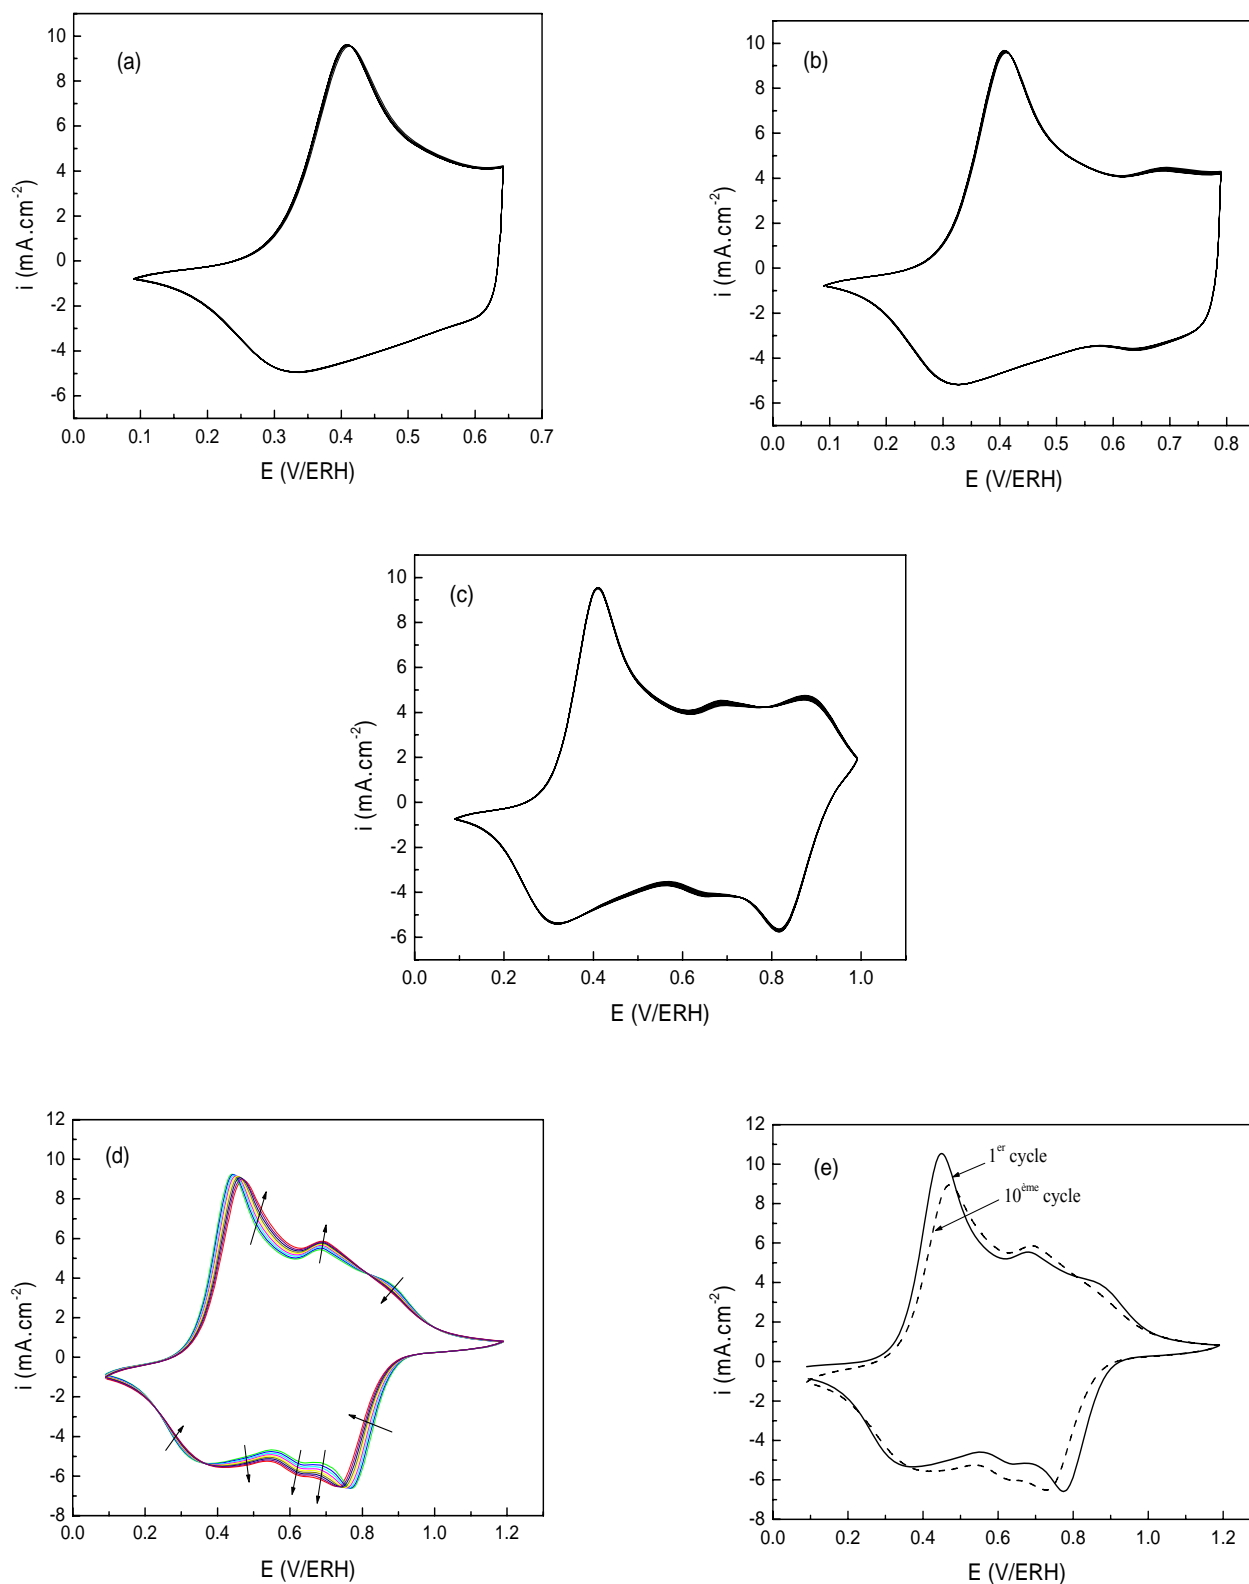 (a)
10
8
6
4
2
0
-2
-4
-6
i (mA.cm-2)
0.0 0.1 0.2 0.3 0.4 0.5 0.6 0.7
E (V/ERH)
(b)
10
8
6
4
2
0
-2
-4
-6
i (mA.cm-2)
0.0 0.1 0.2 0.3 0.4 0.5 0.6 0.7 0.8
E (V/ERH)
(c)
10
8
6
4
2
0
-2
-4
-6
i (mA.cm-2)
0.0 0.2 0.4 0.6 0.8 1.0
E (V/ERH)
(d)
12
10
8
6
4
2
0
-2
-4
-6
-8
i (mA.cm-2)
0.0 0.2 0.4 0.6 0.8 1.0 1.2
E (V/ERH)
(e)
12
10
8
6
4
2
0
-2
-4
-6
-8
i (mA.cm-2)
1er cycle
10ème cycle
0.0 0.2 0.4 0.6 0.8 1.0 1.2
E (V/ERH)